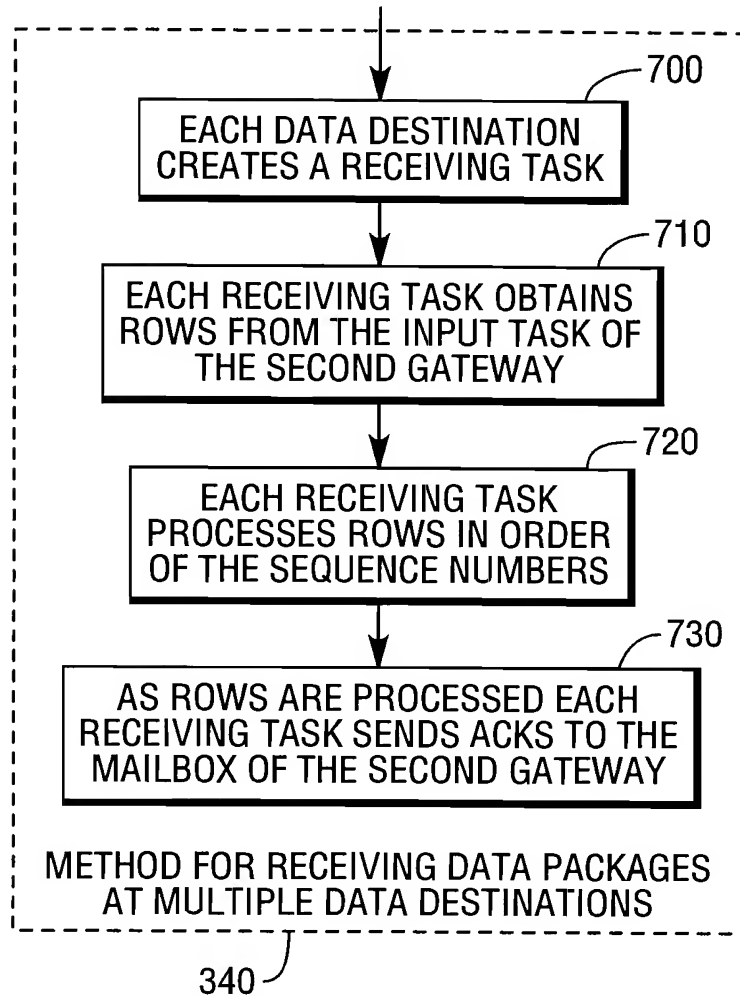 700
EACH DATA DESTINATION
CREATES A RECEIVING TASK
710
EACH RECEIVING TASK OBTAINS
ROWS FROM THE INPUT TASK OF
THE SECOND GATEWAY
720
EACH RECEIVING TASK
PROCESSES ROWS IN ORDER
OF THE SEQUENCE NUMBERS
730
AS ROWS ARE PROCESSED EACH
RECEIVING TASK SENDS ACKS TO THE
MAILBOX OF THE SECOND GATEWAY
METHOD FOR RECEIVING DATA PACKAGES
AT MULTIPLE DATA DESTINATIONS
340